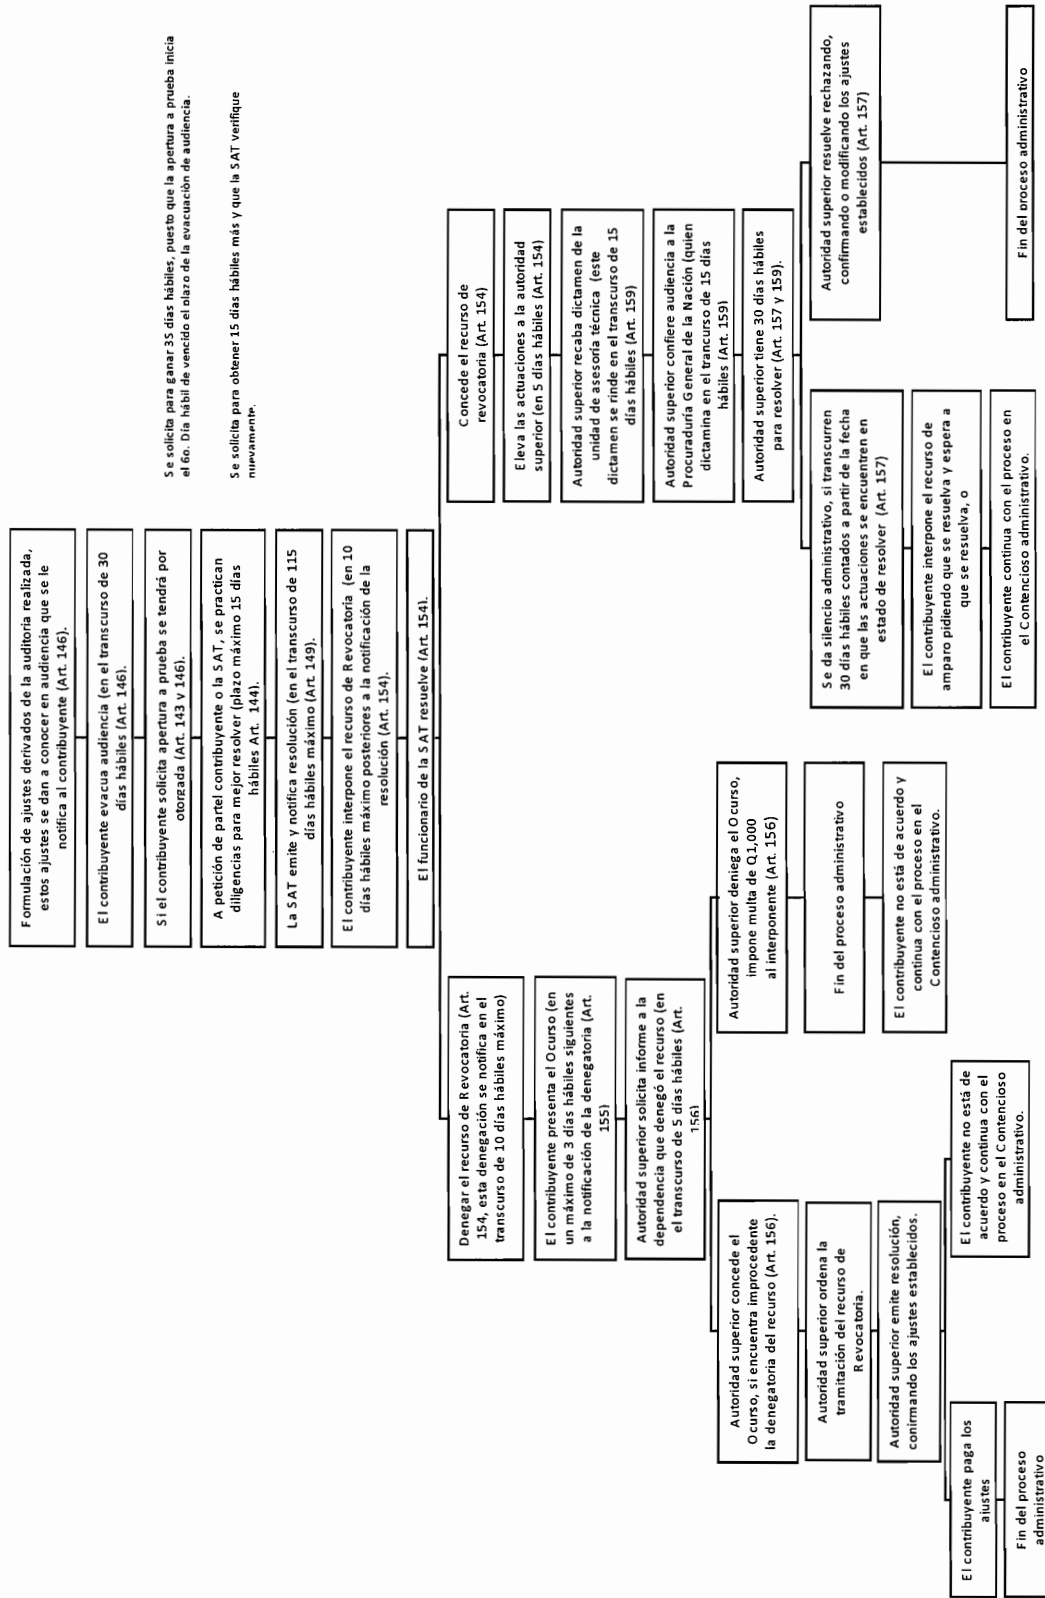 Formulación de ajustes derivados de la auditoria realizada,
estos ajustes se dan a conocer en audiencia que se le
notifica al contribuyente (Art. 146).
El contribuyente evacua audiencia (en el transcurso de 30
días hábiles (Art. 146).
Si el contribuyente solicita apertura a prueba se tendrá por
otorgada (Art. 143 y 146).
Se solicita para ganar 35 días hábiles, puesto que la apertura a prueba inicia
el 6o. Día hábil de vencido el plazo de la evacuación de audiencia.
A petición de partel contribuyente o la SAT, se practican
diligencias para mejor resolver (plazo máximo 15 días
hábiles Art. 144).
Se solicita para obtener 15 días hábiles más y que la SAT verifique
nuevamente.
La SAT emite y notifica resolución (en el transcurso de 115
días hábiles máximo (Art. 149).
El contribuyente interpone el recurso de Revocatoria (en 10
días hábiles máximo posteriores a la notificación de la
resolución (Art. 154).
El funcionario de la SAT resuelve (Art. 154).
Denegar el recurso de Revocatoria (Art.
154, esta denegación se notifica en el
transcurso de 10 días hábiles máximo)
El contribuyente presenta el Ocurso (en
un máximo de 3 días hábiles siguientes
a la notificación de la denegatoria (Art.
155)
Autoridad superior solicita informe a la
dependencia que denegó el recurso (en
el transcurso de 5 días hábiles (Art.
156)
Autoridad superior concede el
Ocurso, si encuentra improcedente
la denegatoria del recurso (Art. 156).
Autoridad superior ordena la
tramitación del recurso de
Revocatoria.
Autoridad superior emite resolución,
conirmando los ajustes establecidos.
El contribuyente paga los
ajustes
Fin del proceso
administrativo
El contribuyente no está de
acuerdo y continua con el
proceso en el Contencioso
administrativo.
Autoridad superior deniega el Ocurso,
impone multa de Q1,000
al interponente (Art. 156)
Fin del proceso administrativo
El contribuyente no está de acuerdo y
continua con el proceso en el
Contencioso administrativo.
Concede el recurso de
revocatoria (Art. 154)
Eleva las actuaciones a la autoridad
superior (en 5 días hábiles (Art. 154)
Autoridad superior recaba dictamen de la
unidad de asesoría técnica (este
dictamen se rinde en el transcurso de 15
días hábiles (Art. 159)
Autoridad superior confiere audiencia a la
Procuraduría General de la Nación (quien
dictamina en el trancurso de 15 días
hábiles (Art. 159)
Autoridad superior tiene 30 días hábiles
para resolver (Art. 157 y 159).
Se da silencio administrativo, si transcurren
30 días hábiles contados a partir de la fecha
en que las actuaciones se encuentren en
estado de resolver (Art. 157)
El contribuyente interpone el recurso de
amparo pidiendo que se resuelva y espera a
que se resuelva, o
El contribuyente continua con el proceso en
el Contencioso administrativo.
Autoridad superior resuelve rechazando,
confirmando o modificando los ajustes
establecidos (Art. 157)
Fin del proceso administrativo